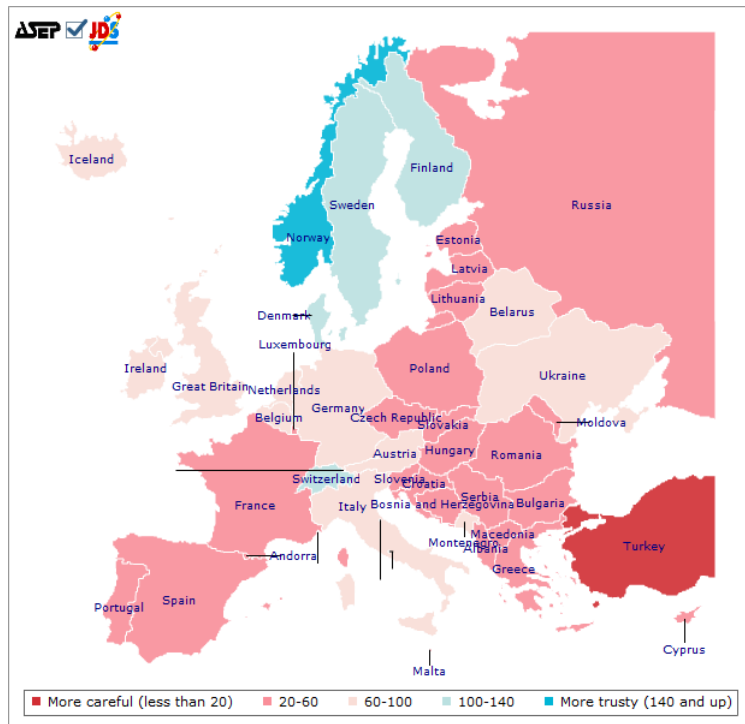 ASEP JDS
Iceland
Finland
Sweden
Russia
Norway
Estonia
Latvia
Lithuania
Denmark
Belarus
Luxembourg
Ireland
Great Britain
Netherlands
Poland
Ukraine
Germany
Belgium
Czech Republic
Moldova
Slovakia
Austria
Hungary
Romania
Switzerland
Slovenia
Croatia
France
Italy
Bosnia and Herzegovina
Serbia
Bulgaria
Macedonia
Montenegro
Albania
Turkey
Andorra
Greece
Portugal
Spain
Cyprus
Malta
More careful (less than 20) 20-60 60-100 100-140 More trusty (140 and up)